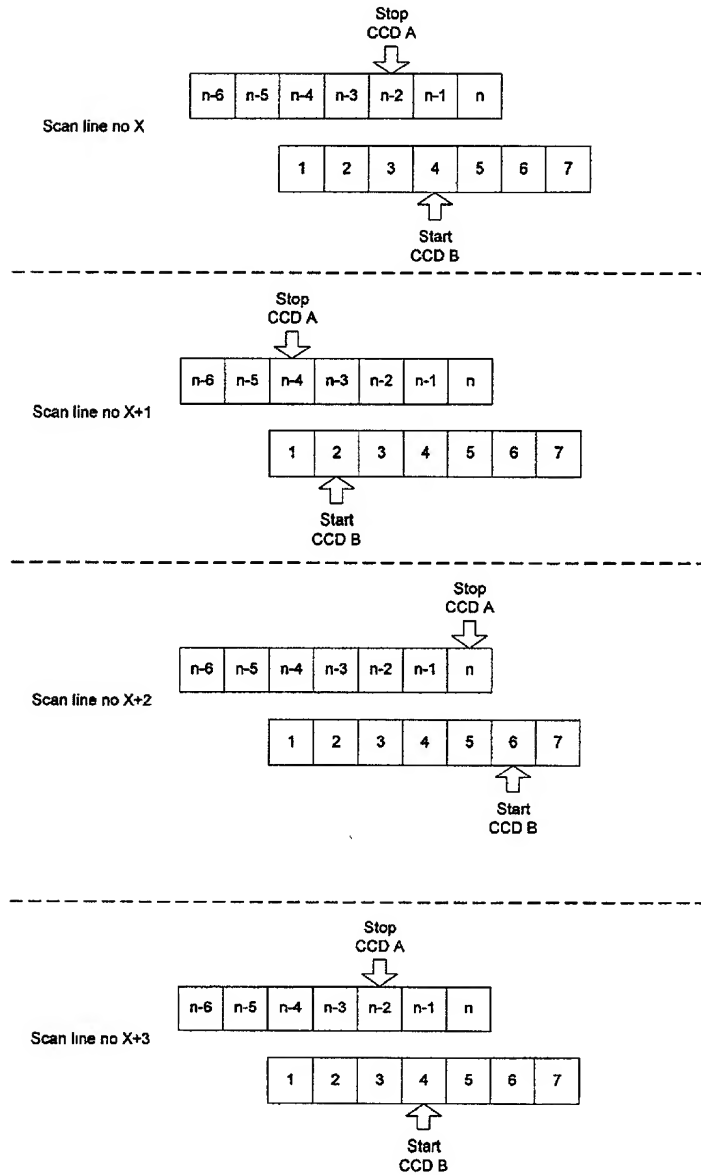 Stop
CCD A
n-6 n-5 n-4 n-3 n-2 n-1 n
Scan line no X
1 2 3 4 5 6 7
Start
CCD B
Stop
CCD A
n-6 n-5 n-4 n-3 n-2 n-1 n
Scan line no X+1
1 2 3 4 5 6 7
Start
CCD B
Stop
CCD A
n-6 n-5 n-4 n-3 n-2 n-1 n
Scan line no X+2
1 2 3 4 5 6 7
Start
CCD B
Stop
CCD A
n-6 n-5 n-4 n-3 n-2 n-1 n
Scan line no X+3
1 2 3 4 5 6 7
Start
CCD B